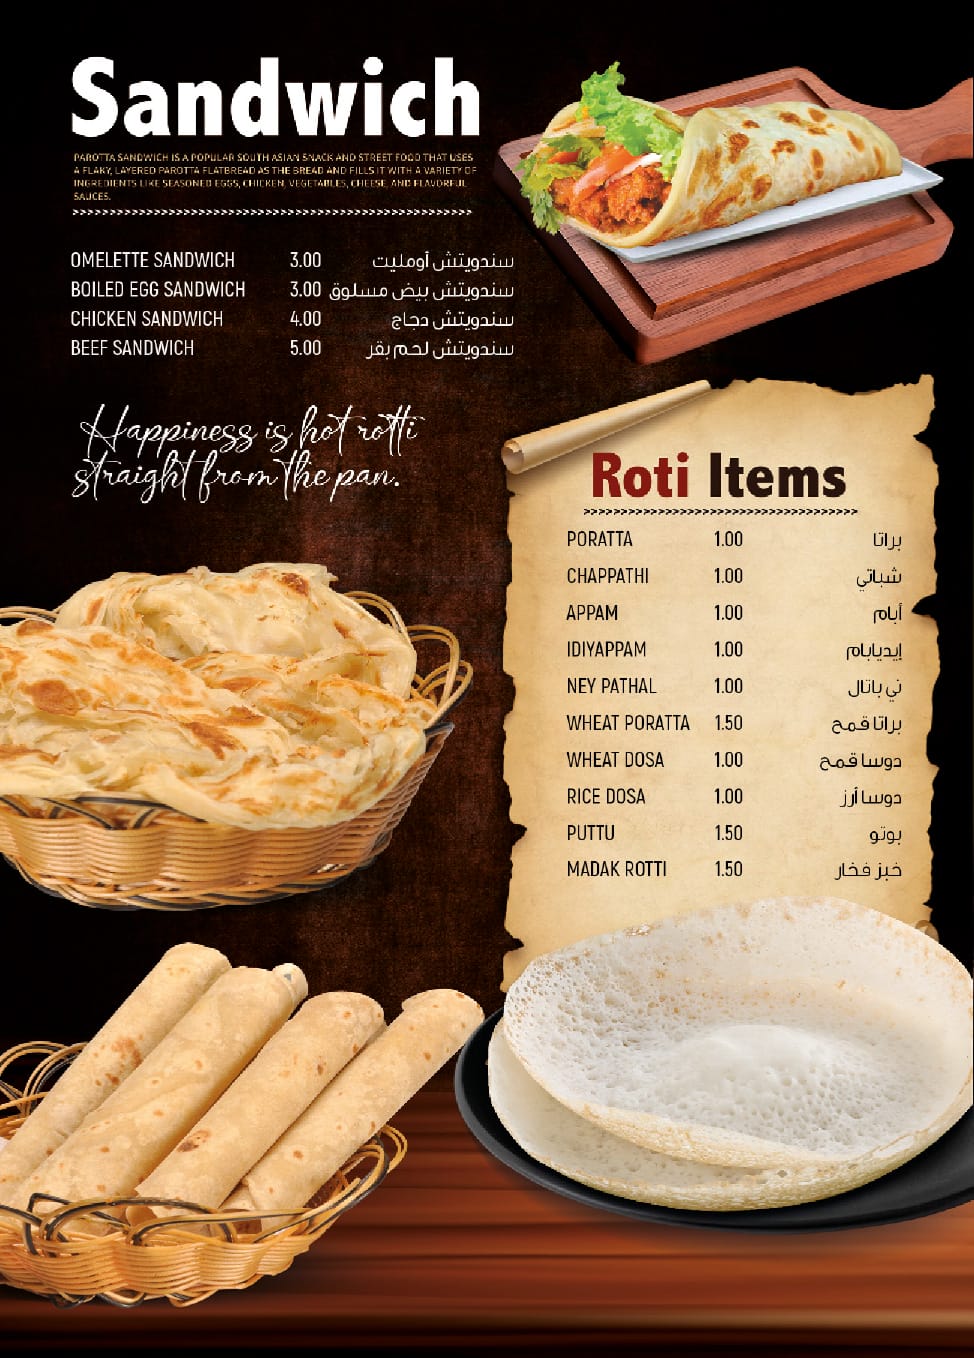 Sandwich
PAROTTA SANDWICH IS A POPULAR SOUTH ASIAN SNACK AND STREET FOOD THAT USES
A FLAKY, LAYERED PAROTTA FLATBREAD AS THE BREAD AND FILLS IT WITH A VARIETY OF
INGREDIENTS LIKE SEASONED EGGS, CHICKEN, VEGETABLES, CHEESE, AND FLAVORFUL
SAUCES.
OMELETTE SANDWICH 3.00 سندويتش أومليت
BOILED EGG SANDWICH 3.00 سندويتش بيض مسلوق
CHICKEN SANDWICH 4.00 سندويتش دجاج
BEEF SANDWICH 5.00 سندويتش لحم بقر
Happiness is hot rotti
straight from the pan.
Roti Items
PORATTA 1.00 براتا
CHAPPATHI 1.00 شباتي
APPAM 1.00 أبام
IDIYAPPAM 1.00 إيديابام
NEY PATHAL 1.00 ني باتال
WHEAT PORATTA 1.50 براتا قمح
WHEAT DOSA 1.00 دوسا قمح
RICE DOSA 1.00 دوسا أرز
PUTTU 1.50 بوتو
MADAK ROTTI 1.50 خبز فخار